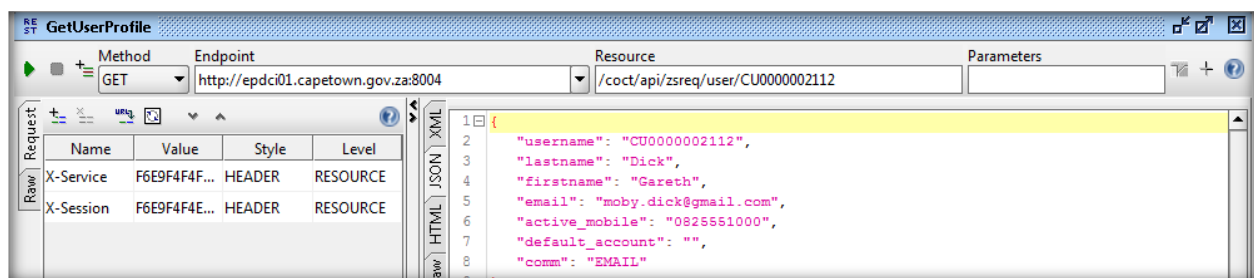 REST GetUserProfile
Method Endpoint Resource Parameters
GET http://epdci01.capetown.gov.za:8004 /coct/api/zsreq/user/CU0000002112
Request
Raw
Name Value Style Level
X-Service F6E9F4F4F... HEADER RESOURCE
X-Session F6E9F4F4E... HEADER RESOURCE
XML
JSON
HTML
1 {
2 "username": "CU0000002112",
3 "lastname": "Dick",
4 "firstname": "Gareth",
5 "email": "moby.dick@gmail.com",
6 "active_mobile": "0825551000",
7 "default_account": "",
8 "comm": "EMAIL"